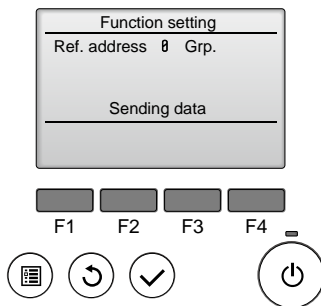 Function setting
Ref. address 0 Grp.
Sending data
F1 F2 F3 F4